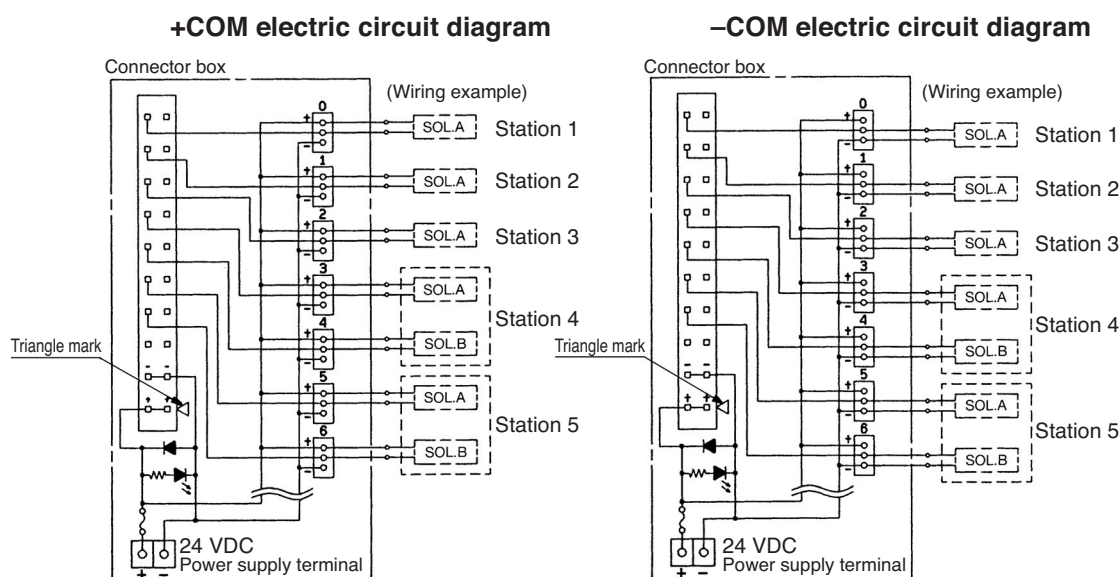 +COM electric circuit diagram
Connector box
(Wiring example)
0
+
–
SOL.A
Station 1
1
+
–
SOL.A
Station 2
2
+
–
SOL.A
Station 3
3
+
–
SOL.A
Station 4
4
+
–
SOL.B
Triangle mark
– –
5
+
–
SOL.A
+ +
Station 5
6
+
–
SOL.B
24 VDC
Power supply terminal
+ –
–COM electric circuit diagram
Connector box
(Wiring example)
0
+
–
SOL.A
Station 1
1
+
–
SOL.A
Station 2
2
+
–
SOL.A
Station 3
3
+
–
SOL.A
Station 4
4
+
–
SOL.B
Triangle mark
– –
5
+
–
SOL.A
+ +
Station 5
6
+
–
SOL.B
24 VDC
Power supply terminal
+ –